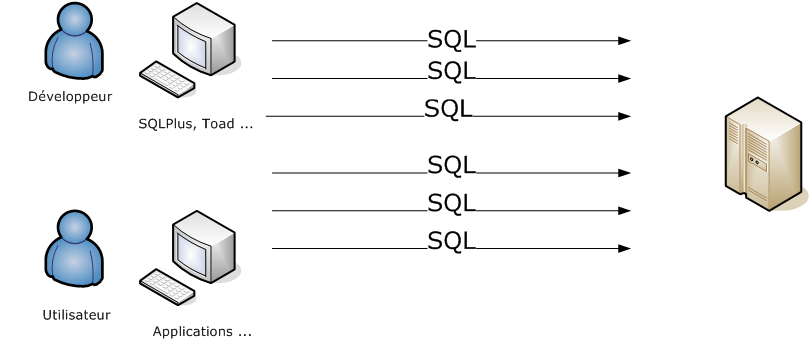 SQL
SQL
Développeur
SQL
SQLPlus, Toad ...
SQL
SQL
SQL
Utilisateur
Applications ...